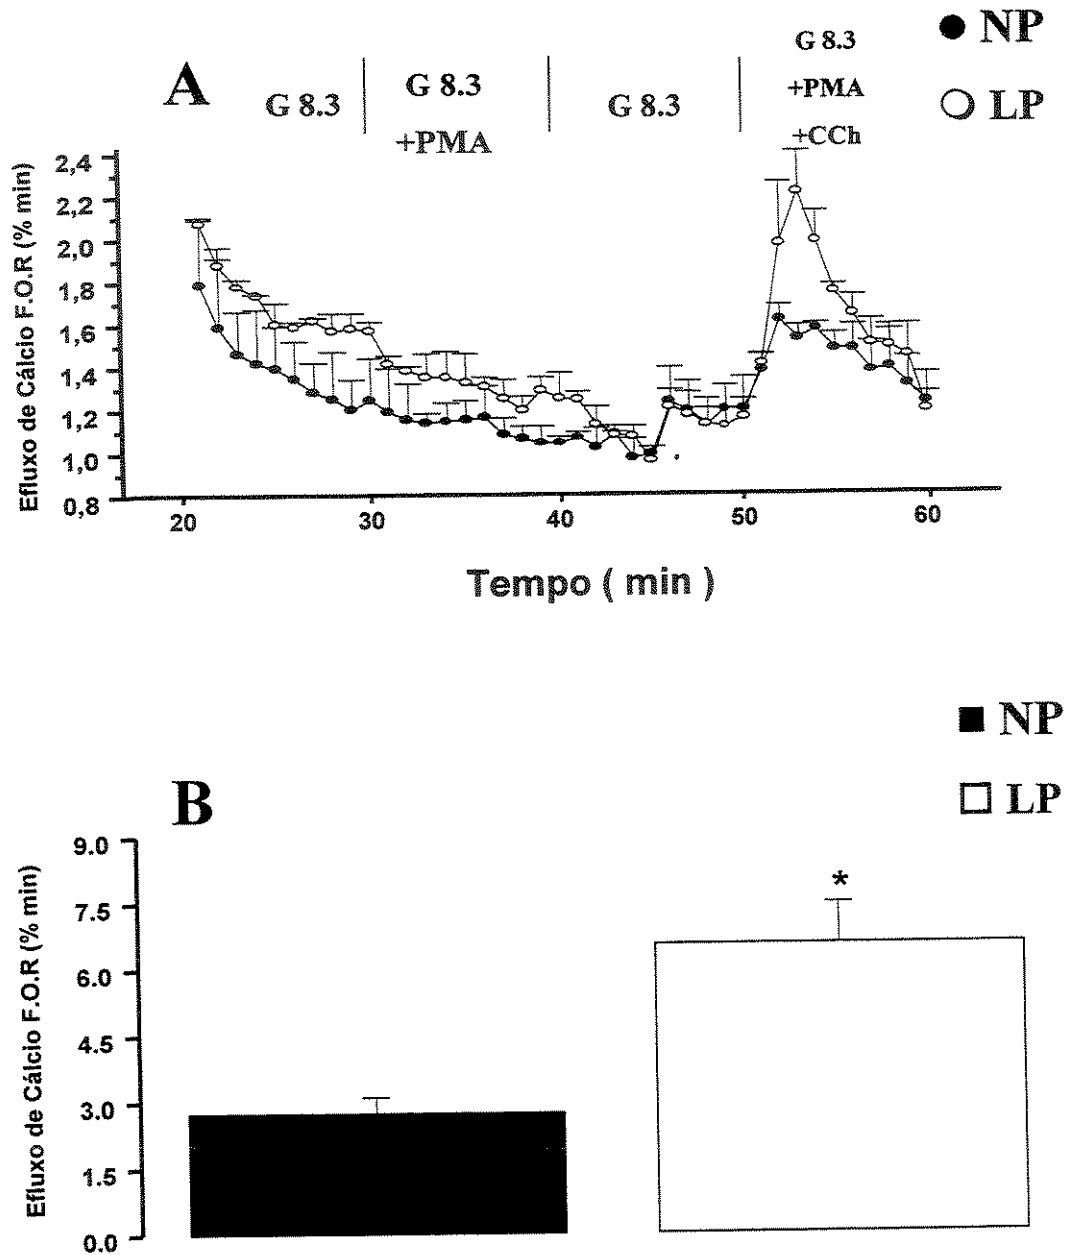 G 8.3
NP
A
G 8.3
G 8.3
+PMA
G 8.3
+PMA
LP
+PMA
+CCh
Efluxo de Cálcio F.O.R (% min)
2,4
2,2
2,0
1,8
1,6
1,4
1,2
1,0
0,8
20
30
40
50
60
Tempo ( min )
NP
B
LP
Efluxo de Cálcio F.O.R (% min)
9.0
7.5
6.0
4.5
3.0
1.5
0.0
*